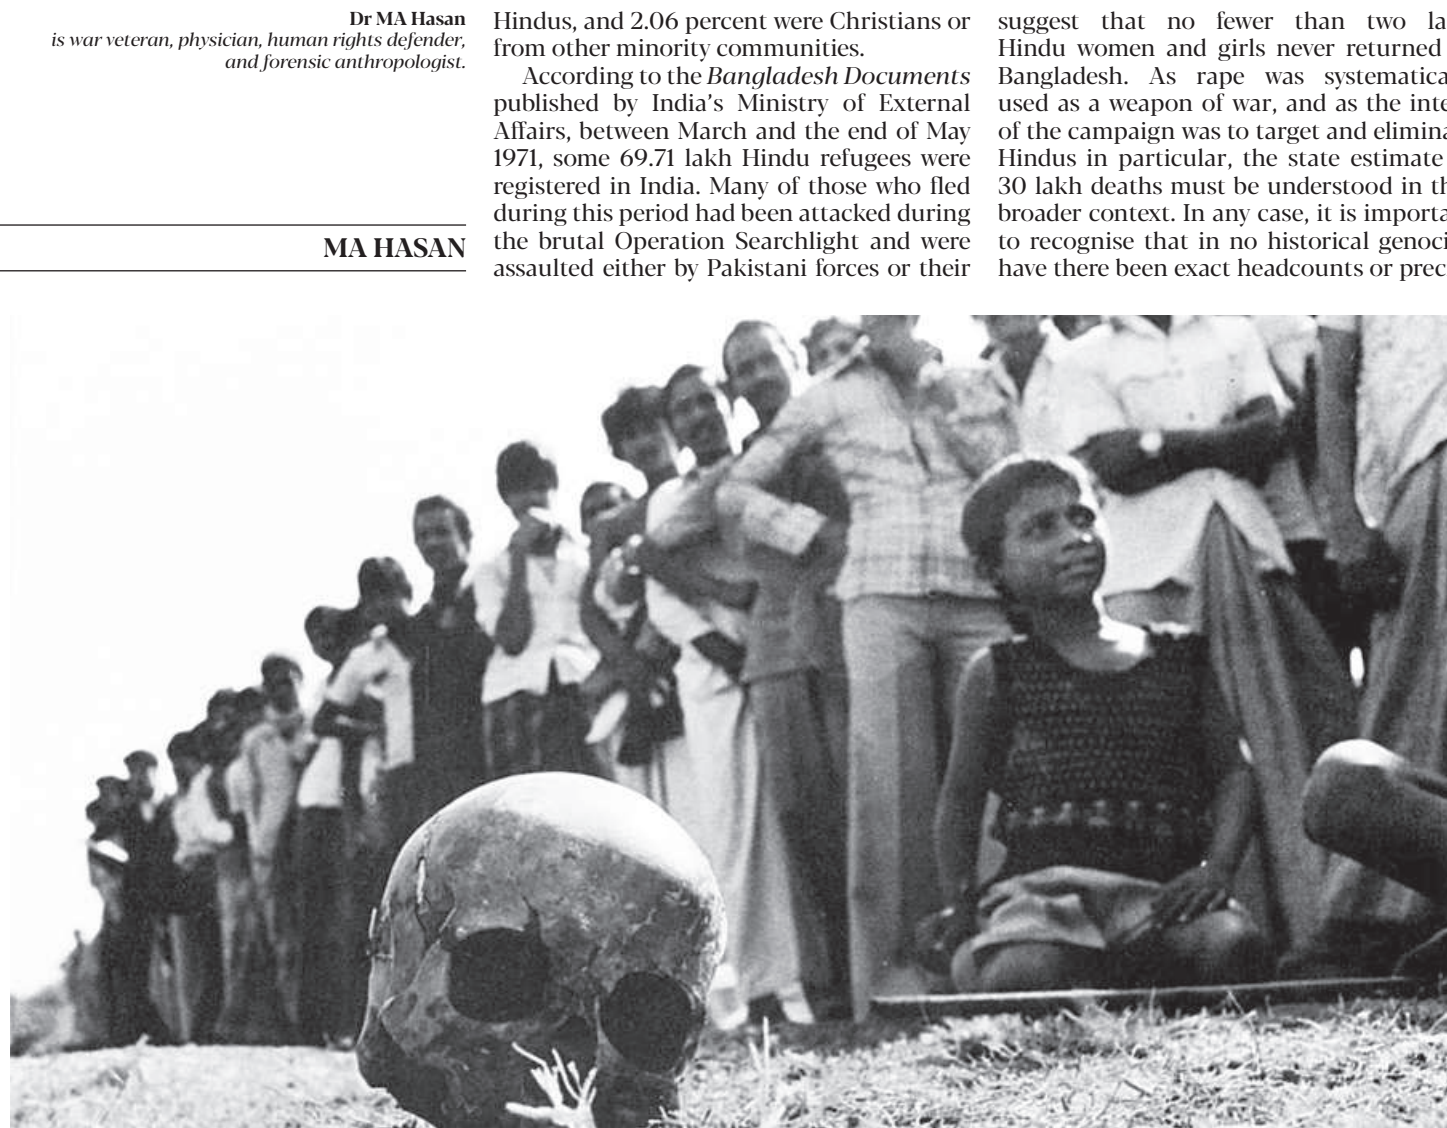 Dr MA Hasan
is war veteran, physician, human rights defender,
and forensic anthropologist.
MA HASAN
Hindus, and 2.06 percent were Christians or
from other minority communities.
According to the Bangladesh Documents
published by India's Ministry of External
Affairs, between March and the end of May
1971, some 69.71 lakh Hindu refugees were
registered in India. Many of those who fled
during this period had been attacked during
the brutal Operation Searchlight and were
assaulted either by Pakistani forces or their
suggest that no fewer than two
Hindu women and girls never returned
Bangladesh. As rape was
used as a weapon of war, and as the
of the campaign was to target and
Hindus in particular, the state estimate
30 lakh deaths must be understood in
broader context. In any case, it is
to recognise that in no historical
have there been exact headcounts or